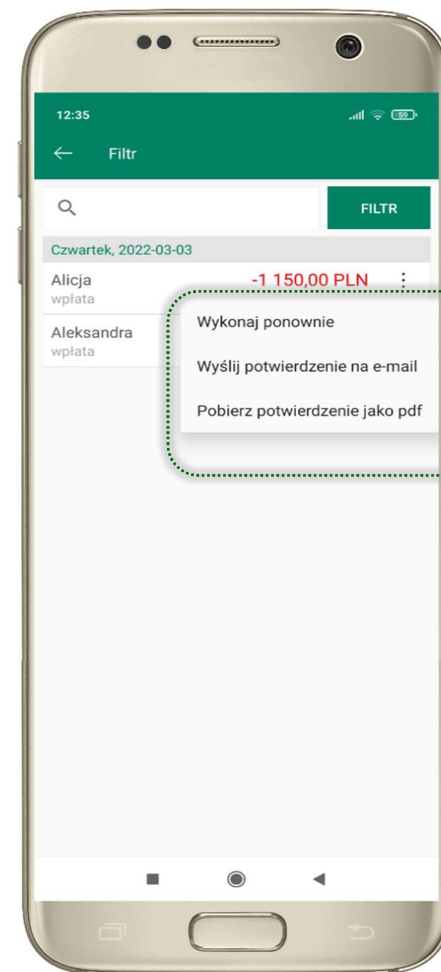 12:35
59
Filtr
FILTR
Czwartek, 2022-03-03
Alicja
-1 150,00 PLN
wpłata
Aleksandra
wpłata
Wykonaj ponownie
Wyślij potwierdzenie na e-mail
Pobierz potwierdzenie jako pdf